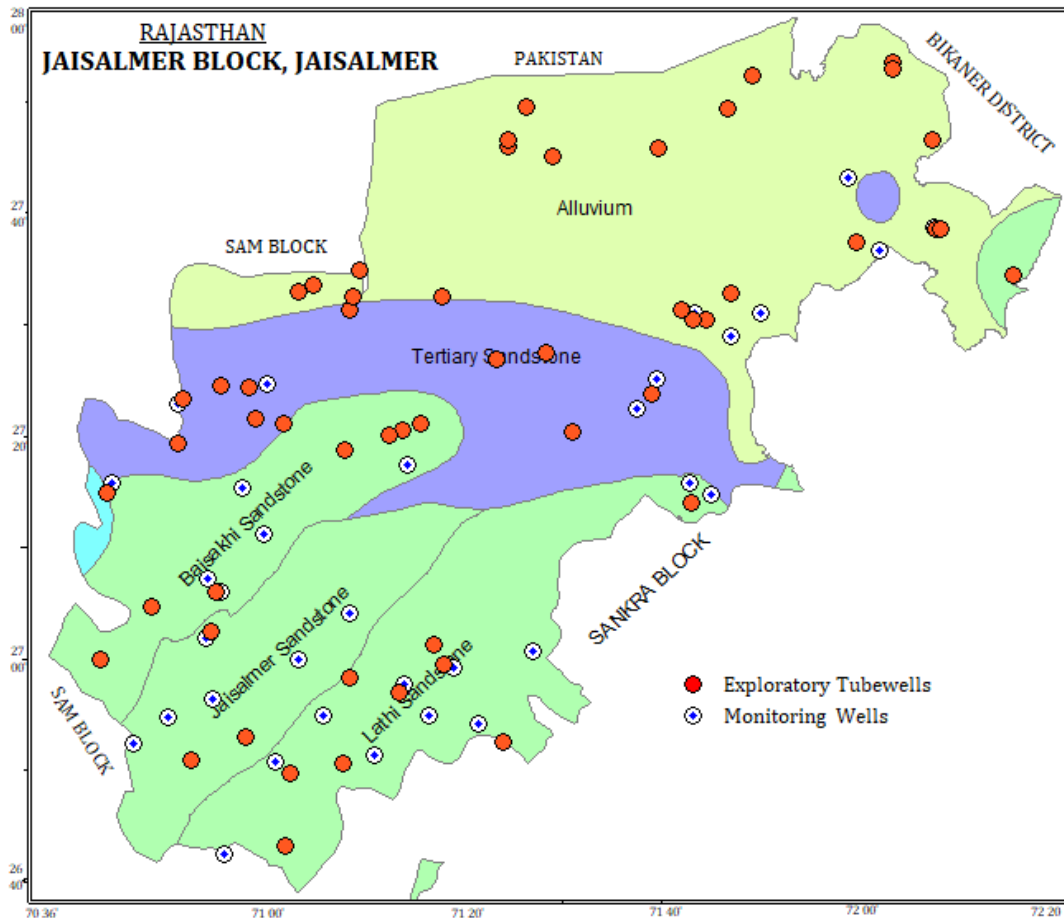 RAJASTHAN
JAISALMER BLOCK, JAISALMER
PAKISTAN
BIKANER DISTRICT
Alluvium
SAM BLOCK
Tertiary Sandstone
Baisakhi Sandstone
Jaisalmer Sandstone
Lathi Sandstone
SANKRA BLOCK
SAM BLOCK
Exploratory Tubewells
Monitoring Wells
28
00'
27
40'
27
20'
27
00'
26
40'
70 36'
71 00'
71 20'
71 40'
72 00'
72 20'